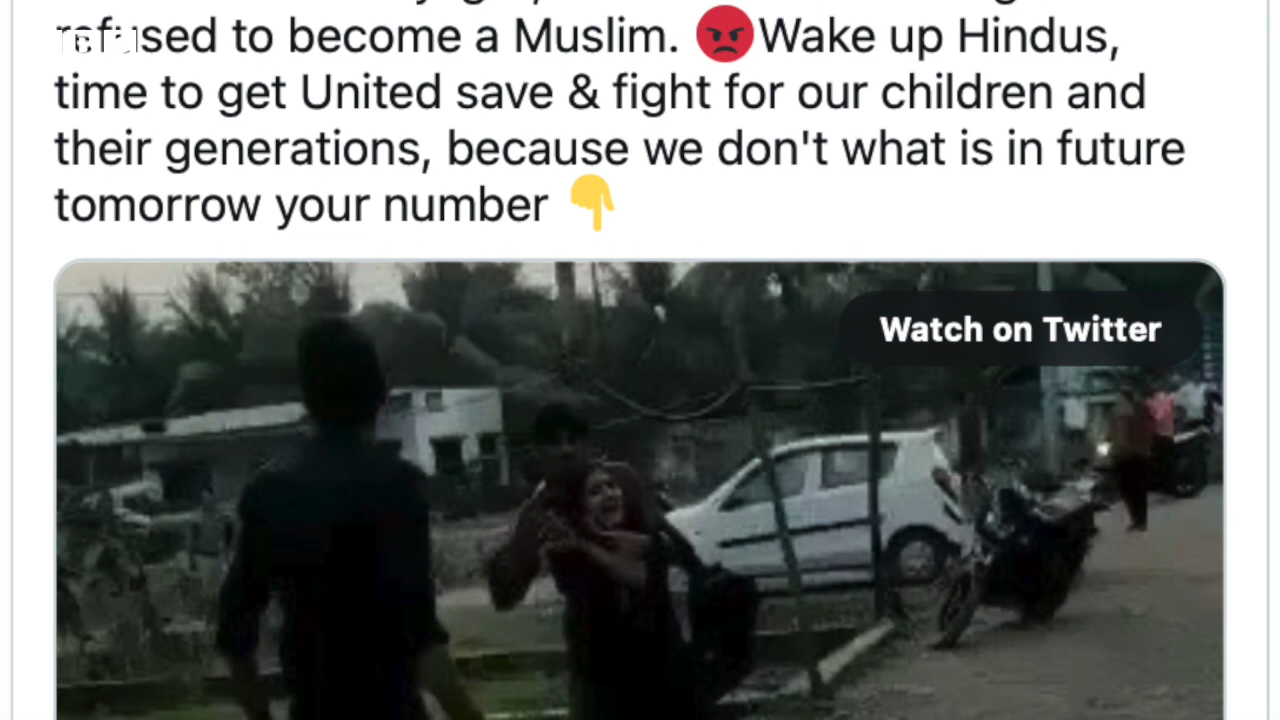 refused to become a Muslim. 😡Wake up Hindus,
time to get United save & fight for our children and
their generations, because we don't what is in future
tomorrow your number 👇
Watch on Twitter